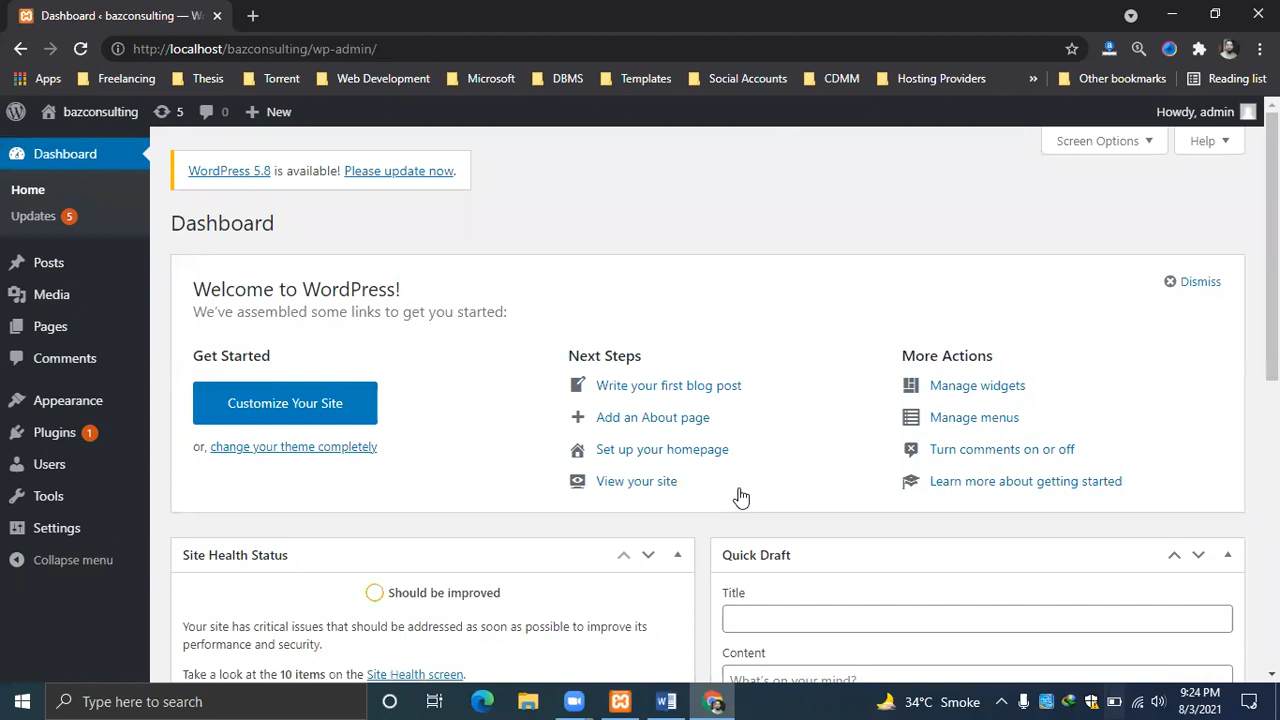 Dashboard ‹ bazconsulting — Wo
http://localhost/bazconsulting/wp-admin/
Apps Freelancing Thesis Torrent Web Development Microsoft DBMS Templates Social Accounts CDMM Hosting Providers » Other bookmarks Reading list
bazconsulting 5 0 New Howdy, admin
Dashboard
Home
Updates 5
Posts
Media
Pages
Comments
Appearance
Plugins 1
Users
Tools
Settings
Collapse menu
Screen Options Help
WordPress 5.8 is available! Please update now.
Dashboard
Welcome to WordPress!
Dismiss
We've assembled some links to get you started:
Get Started
Customize Your Site
or, change your theme completely
Next Steps
Write your first blog post
Add an About page
Set up your homepage
View your site
More Actions
Manage widgets
Manage menus
Turn comments on or off
Learn more about getting started
Site Health Status
Should be improved
Your site has critical issues that should be addressed as soon as possible to improve its
performance and security.
Take a look at the 10 items on the Site Health screen.
Quick Draft
Title
Content
What's on your mind?
Type here to search
34°C Smoke
9:24 PM
8/3/2021